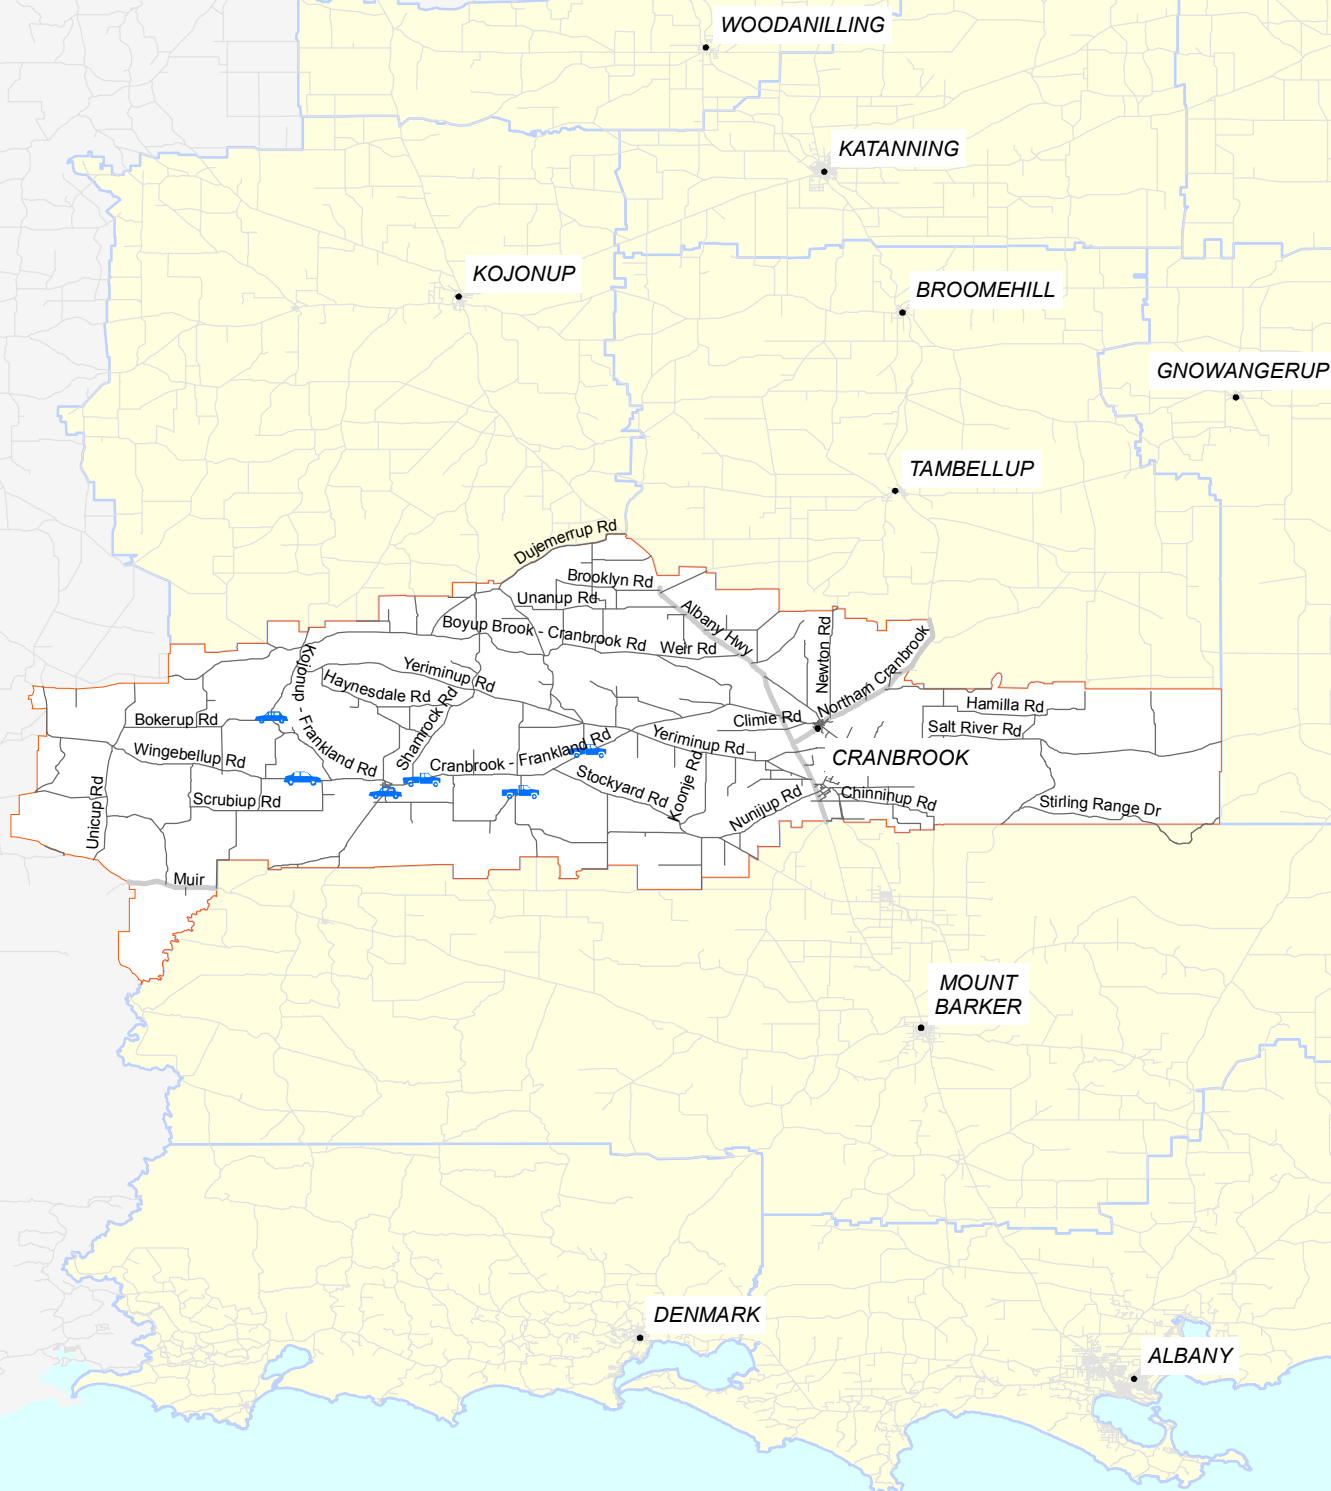 WOODANILLING
KATANNING
KOJONUP
BROOMEHILL
GNOWANGERUP
TAMBELLUP
Dujemerrup Rd
Brooklyn Rd
Unanup Rd
Albany Hwy
Boyup Brook - Cranbrook Rd
Weir Rd
Newton Rd
Northam Cranbrook
Kojonup - Frankland Rd
Yeriminup Rd
Haynesdale Rd
Shamrock Rd
Hamilla Rd
Bokerup Rd
Climie Rd
Salt River Rd
Wingebellup Rd
Cranbrook - Frankland Rd
Yeriminup Rd
CRANBROOK
Unicup Rd
Scrubiup Rd
Stockyard Rd
Koonje Rd
Nunijup Rd
Chinninup Rd
Stirling Range Dr
Muir
MOUNT
BARKER
DENMARK
ALBANY